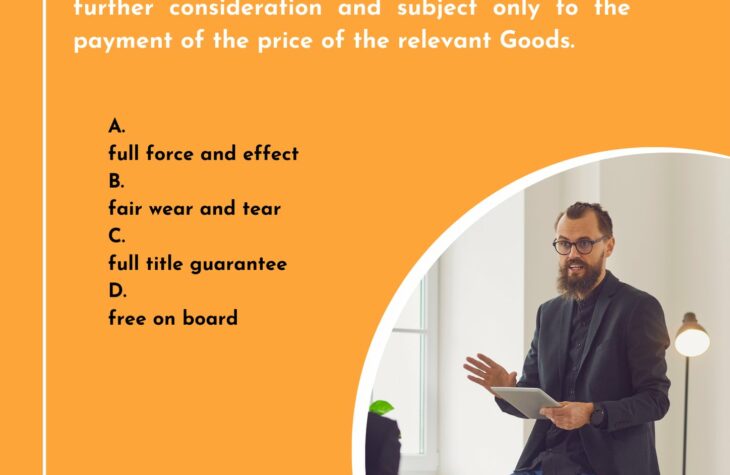 further consideration and subject only to the
payment of the price of the relevant Goods.
A.
full force and effect
B.
fair wear and tear
C.
full title guarantee
D.
free on board